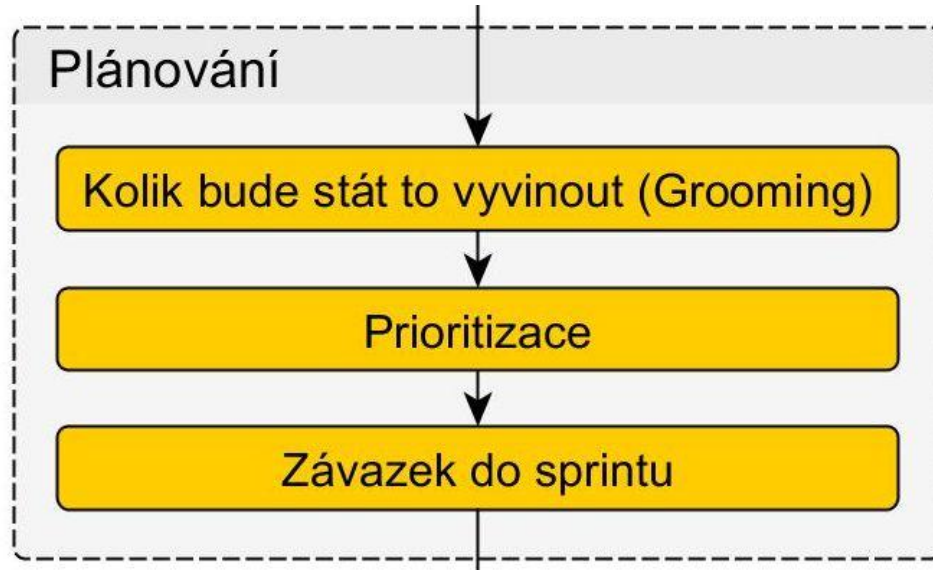 Plánování
Kolik bude stát to vyvinout (Grooming)
Prioritizace
Závazek do sprintu